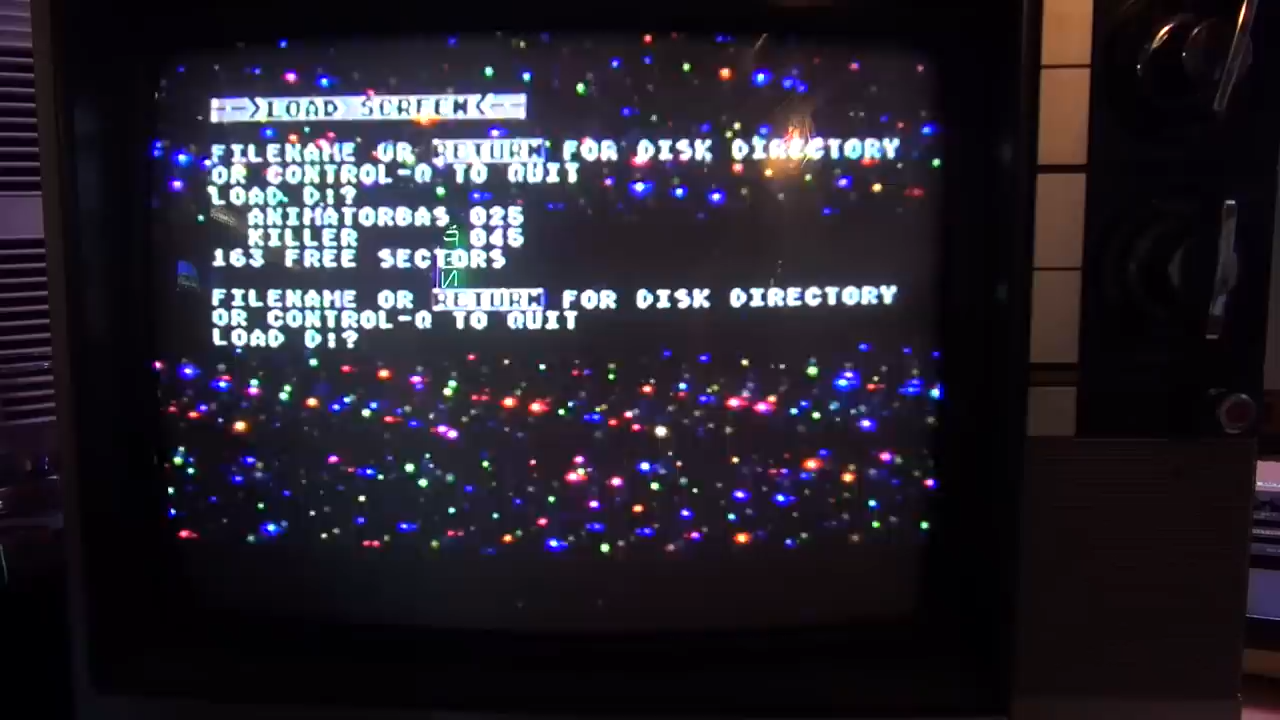 -->LOAD SCREEN<--
FILENAME OR RETURN FOR DISK DIRECTORY
OR CONTROL-Q TO QUIT
LOAD D:?
ANIMATORBAS 025
KILLER 045
163 FREE SECTORS
FILENAME OR RETURN FOR DISK DIRECTORY
OR CONTROL-Q TO QUIT
LOAD D:?